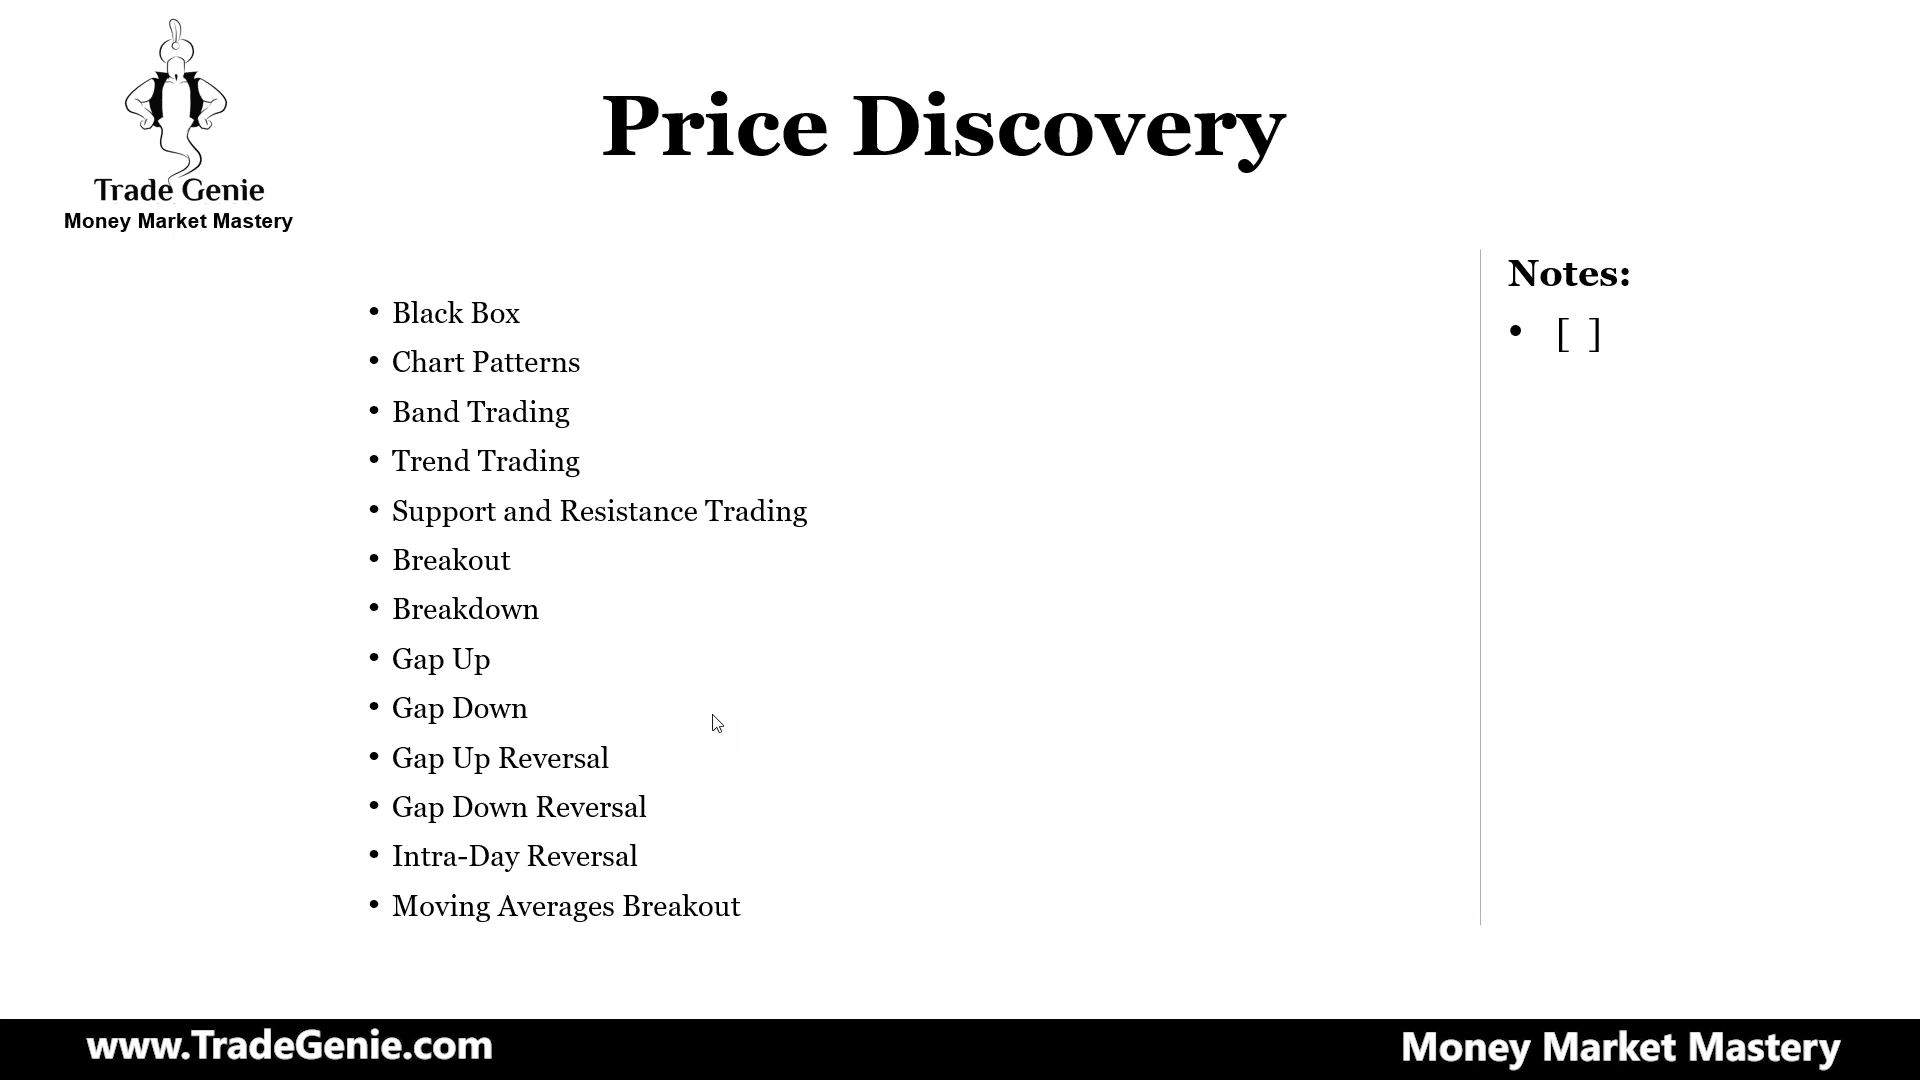 Trade Genie
Money Market Mastery
Price Discovery
• Black Box
• Chart Patterns
• Band Trading
• Trend Trading
• Support and Resistance Trading
• Breakout
• Breakdown
• Gap Up
• Gap Down
• Gap Up Reversal
• Gap Down Reversal
• Intra-Day Reversal
• Moving Averages Breakout
Notes:
• [ ]
www.TradeGenie.com
Money Market Mastery